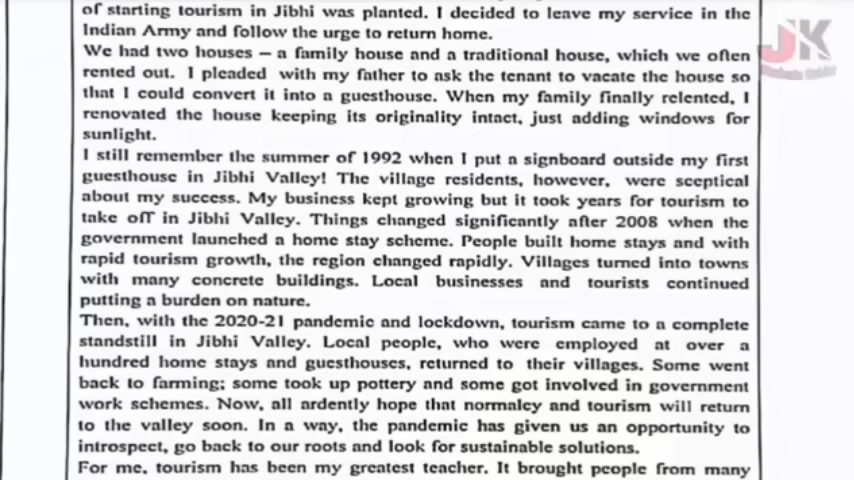 of starting tourism in Jibhi was planted. I decided to leave my service in the
Indian Army and follow the urge to return home.
We had two houses – a family house and a traditional house, which we often
rented out. I pleaded with my father to ask the tenant to vacate the house so
that I could convert it into a guesthouse. When my family finally relented, I
renovated the house keeping its originality intact, just adding windows for
sunlight.
I still remember the summer of 1992 when I put a signboard outside my first
guesthouse in Jibhi Valley! The village residents, however, were sceptical
about my success. My business kept growing but it took years for tourism to
take off in Jibhi Valley. Things changed significantly after 2008 when the
government launched a home stay scheme. People built home stays and with
rapid tourism growth, the region changed rapidly. Villages turned into towns
with many concrete buildings. Local businesses and tourists continued
putting a burden on nature.
Then, with the 2020-21 pandemic and lockdown, tourism came to a complete
standstill in Jibhi Valley. Local people, who were employed at over a
hundred home stays and guesthouses, returned to their villages. Some went
back to farming; some took up pottery and some got involved in government
work schemes. Now, all ardently hope that normalcy and tourism will return
to the valley soon. In a way, the pandemic has given us an opportunity to
introspect, go back to our roots and look for sustainable solutions.
For me, tourism has been my greatest teacher. It brought people from many
JK